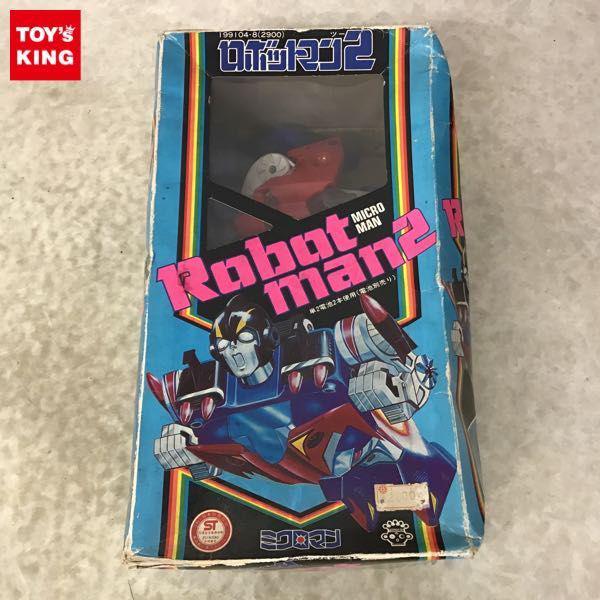 TOY's
KING
199104-8(2900)
ツー
ロボットマン2
MICRO
MAN
Robot
man2
単2電池2本使用(電池別売り)
Robot
ST
ミクロマン